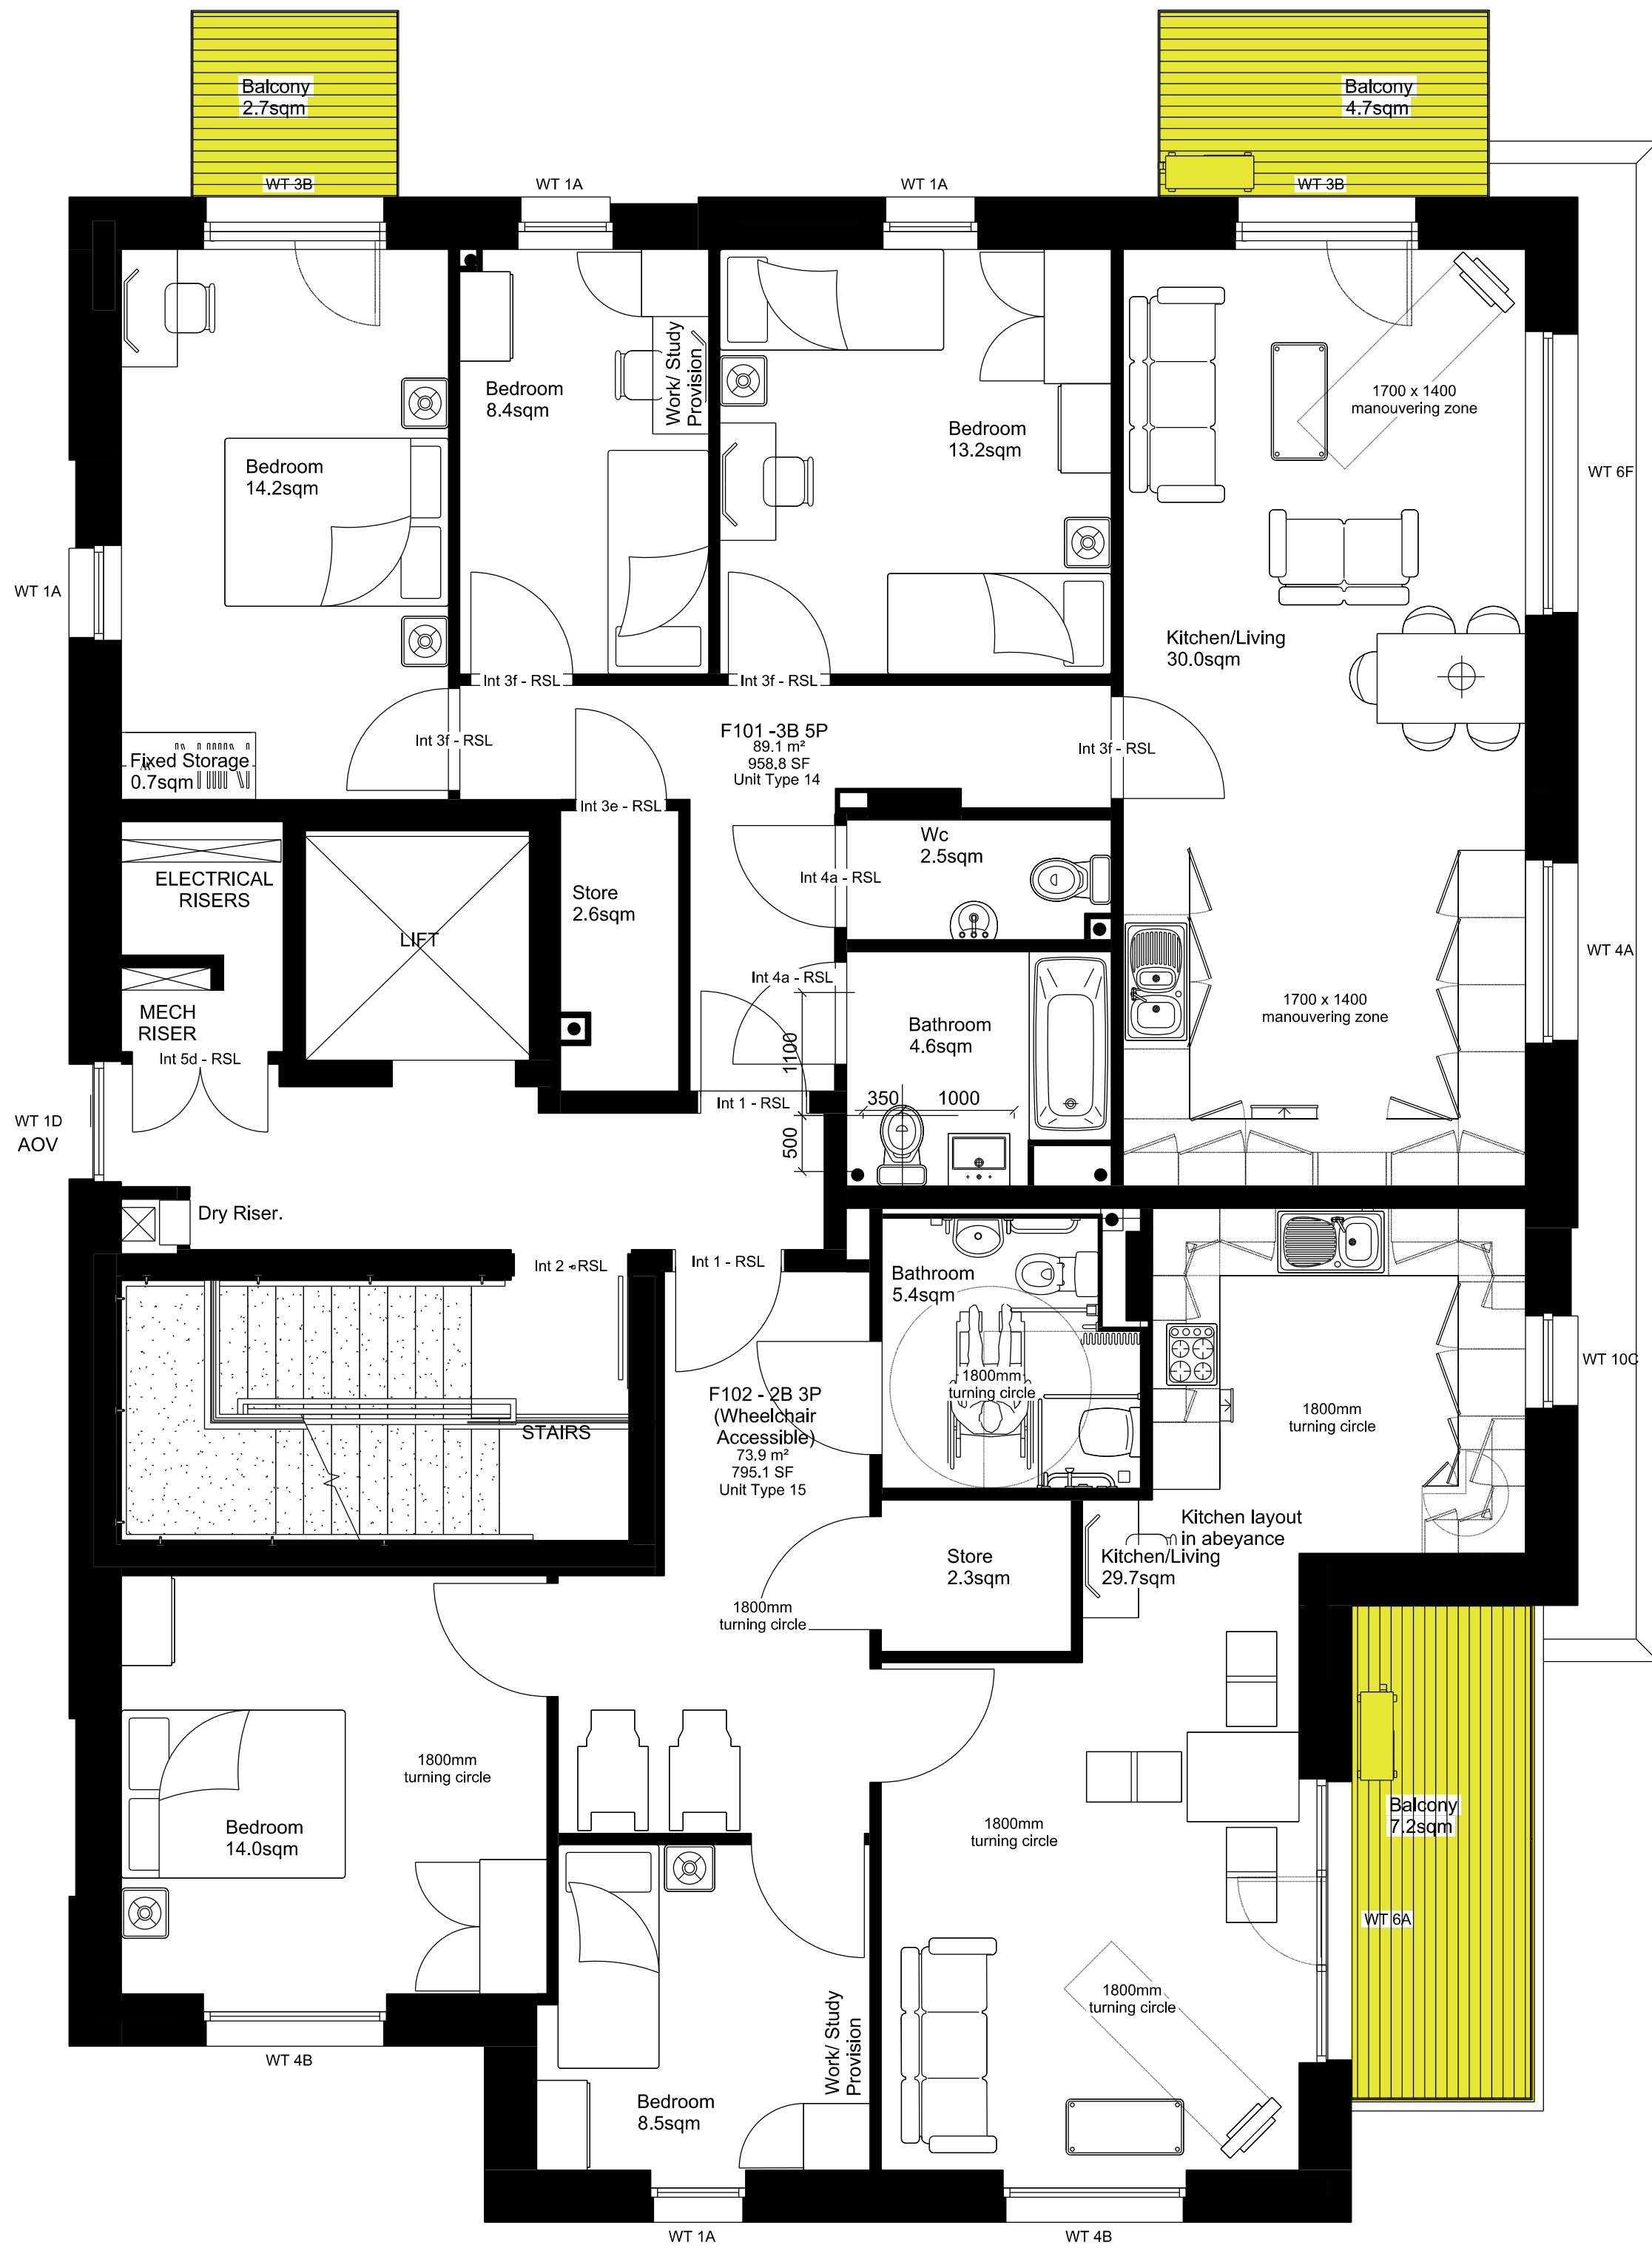 Balcony
2.7sqm
Balcony
4.7sqm
WT 3B
WT 1A
WT 1A
WT 3B
Bedroom
14.2sqm
Bedroom
8.4sqm
Work/ Study
Provision
Bedroom
13.2sqm
1700 x 1400
manouvering zone
WT 6F
WT 1A
Kitchen/Living
30.0sqm
Int 3f - RSL
Int 3f - RSL
Int 3f - RSL
F101 -3B 5P
89.1 m²
958.8 SF
Unit Type 14
Int 3f - RSL
Fixed Storage
0.7sqm
Int 3e - RSL
Wc
2.5sqm
Int 4a - RSL
ELECTRICAL
RISERS
Store
2.6sqm
LIFT
WT 4A
Int 4a - RSL
1700 x 1400
manouvering zone
MECH
RISER
Int 5d - RSL
Bathroom
4.6sqm
1100
350
1000
500
Int 1 - RSL
WT 1D
AOV
Dry Riser.
Int 2 - RSL
Int 1 - RSL
Bathroom
5.4sqm
1800mm
turning circle
WT 10C
F102 - 2B 3P
(Wheelchair
Accessible)
73.9 m²
795.1 SF
Unit Type 15
STAIRS
1800mm
turning circle
Kitchen layout
in abeyance
Kitchen/Living
29.7sqm
Store
2.3sqm
1800mm
turning circle
1800mm
turning circle
Bedroom
14.0sqm
1800mm
turning circle
Balcony
7.2sqm
WT 6A
1800mm
turning circle
Work/ Study
Provision
WT 4B
Bedroom
8.5sqm
WT 1A
WT 4B